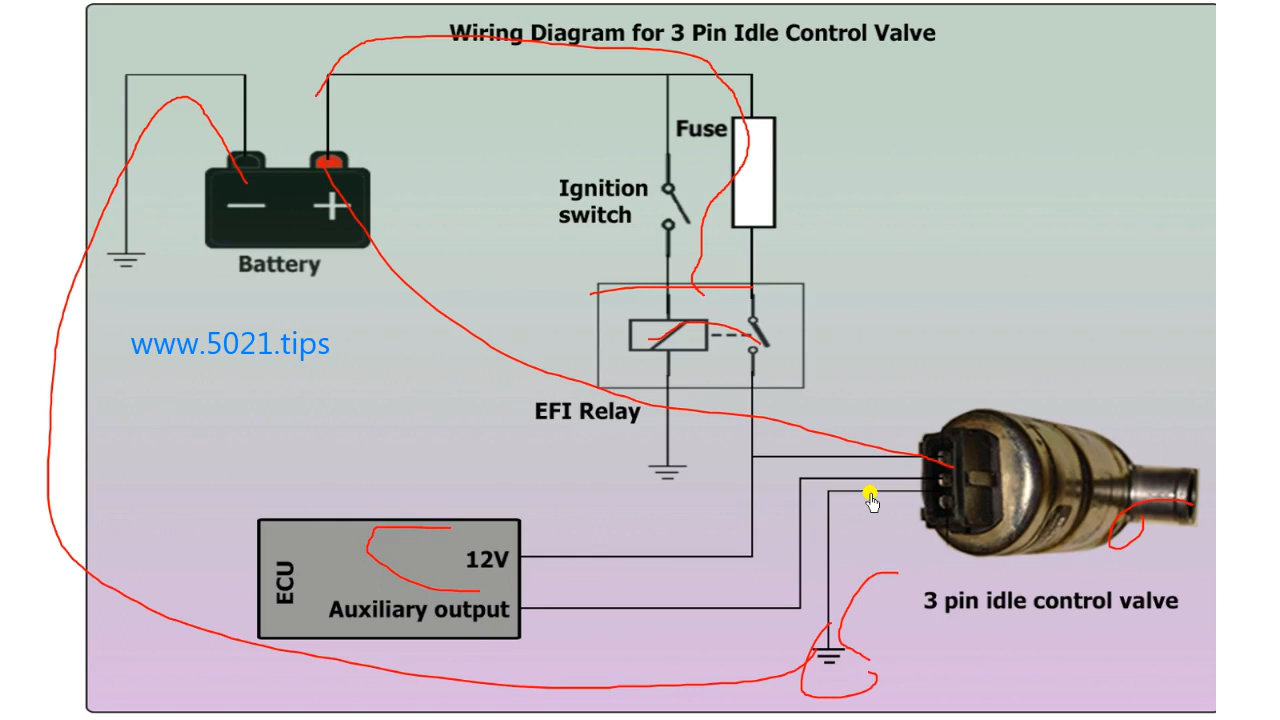 Wiring Diagram for 3 Pin Idle Control Valve
Fuse
Ignition
switch
Battery
www.5021.tips
EFI Relay
ECU
12V
Auxiliary output
3 pin idle control valve